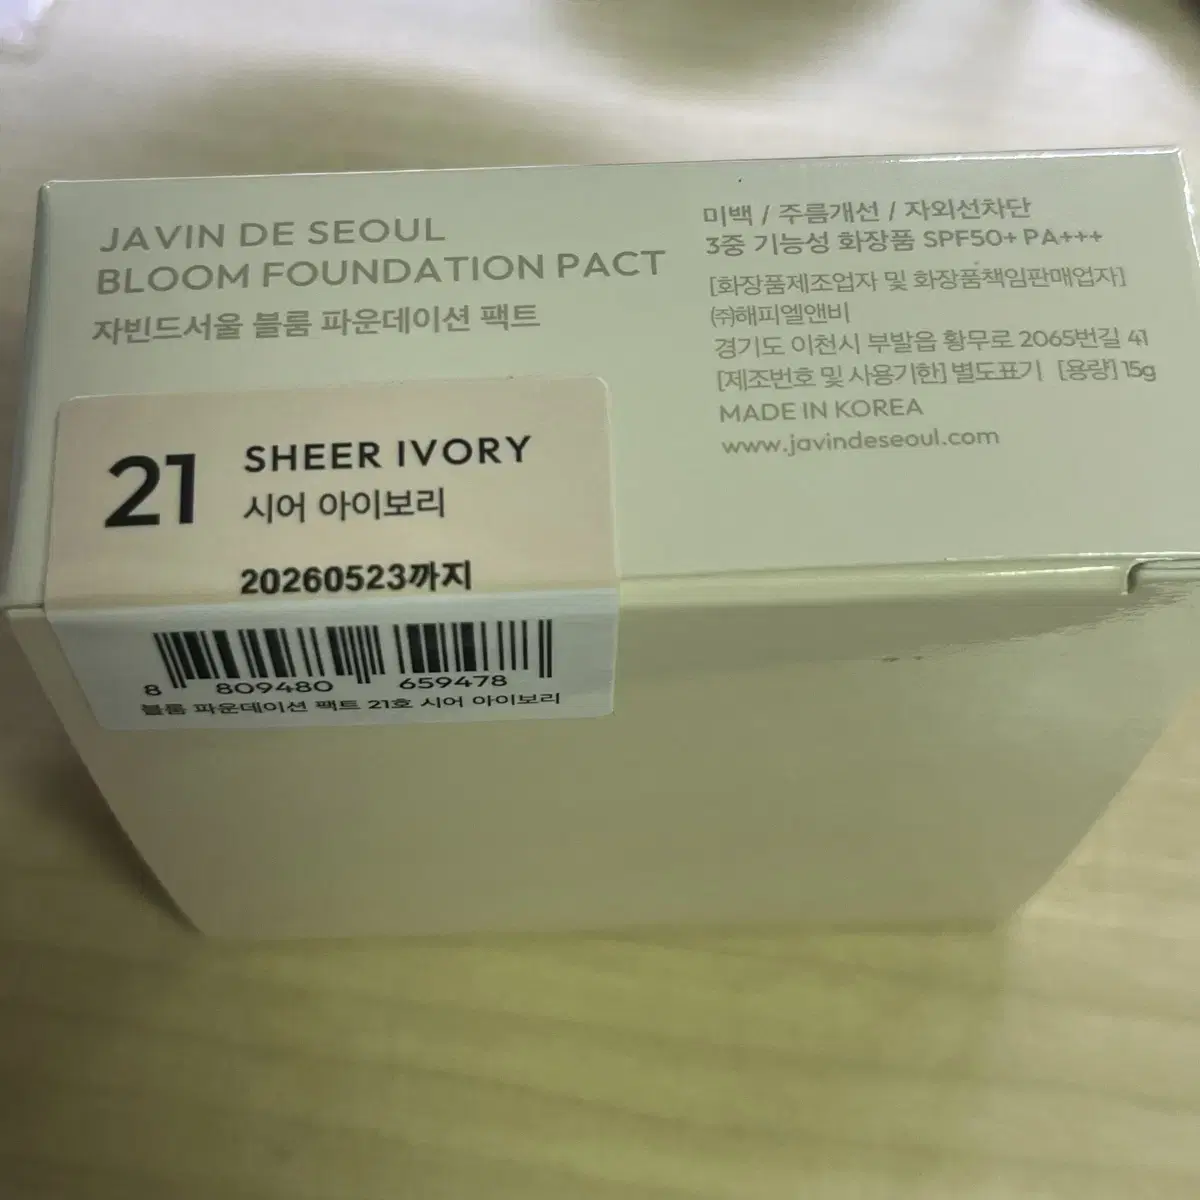 JAVIN DE SEOUL
BLOOM FOUNDATION PACT
자빈드서울 블룸 파운데이션 팩트
미백 / 주름개선 / 자외선차단
3중 기능성 화장품 SPF50+ PA+++
[화장품제조업자 및 화장품책임판매업자]
㈜해피엘앤비
경기도 이천시 부발읍 황무로 2065번길 41
[제조번호 및 사용기한] 별도표기 [용량] 15g
MADE IN KOREA
www.javindeseoul.com
21 SHEER IVORY
시어 아이보리
20260523까지
8 809480 659478
블룸 파운데이션 팩트 21호 시어 아이보리